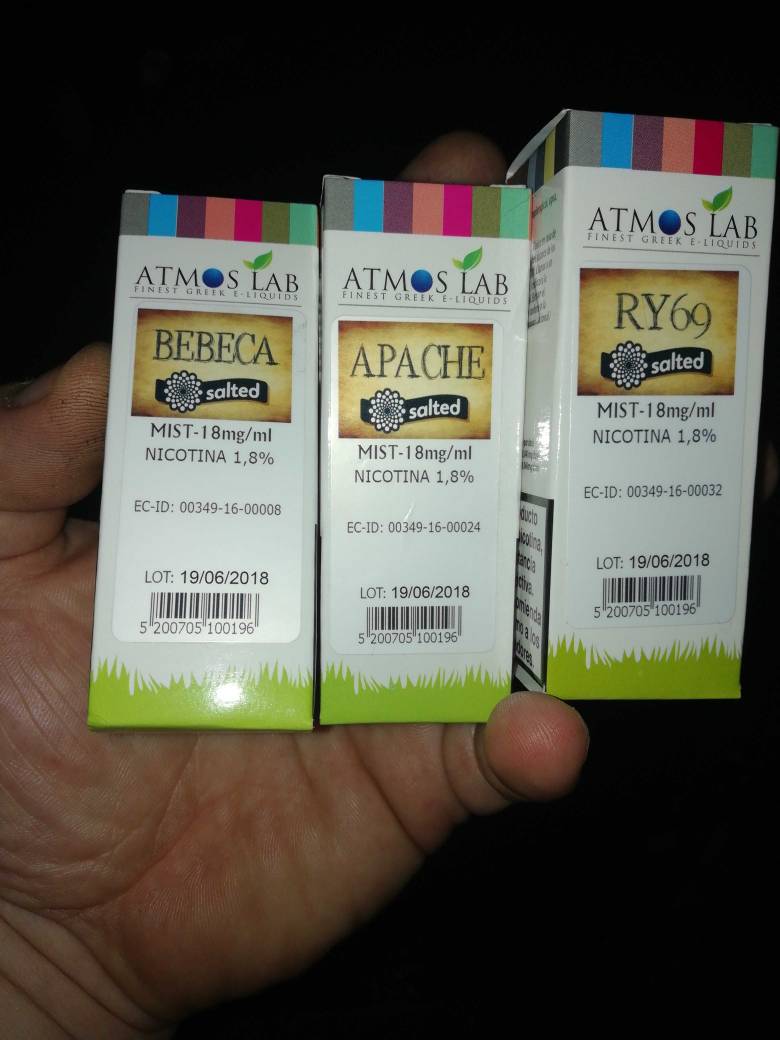 ATMOS LAB
FINEST GREEK E-LIQUIDS
BEBECA
salted
MIST-18mg/ml
NICOTINA 1,8%
EC-ID: 00349-16-00008
LOT: 19/06/2018
5 200705 100196
ATMOS LAB
FINEST GREEK E-LIQUIDS
APACHE
salted
MIST-18mg/ml
NICOTINA 1,8%
EC-ID: 00349-16-00024
LOT: 19/06/2018
5 200705 100196
ATMOS LAB
FINEST GREEK E-LIQUIDS
RY69
salted
MIST-18mg/ml
NICOTINA 1,8%
EC-ID: 00349-16-00032
LOT: 19/06/2018
5 200705 100196